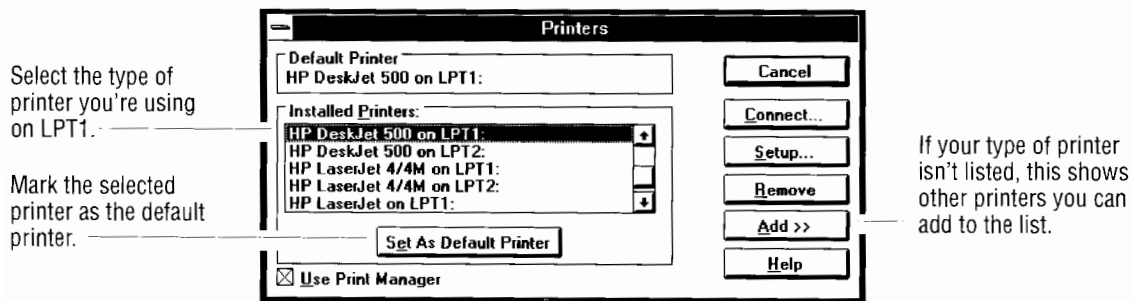 Printers
Select the type of
printer you're using
on LPT1.
Mark the selected
printer as the default
printer.
Default Printer
HP DeskJet 500 on LPT1:
Installed Printers:
HP DeskJet 500 on LPT1:
HP DeskJet 500 on LPT2:
HP LaserJet 4/4M on LPT1:
HP LaserJet 4/4M on LPT2:
HP LaserJet on LPT1:
Set As Default Printer
Use Print Manager
Cancel
Connect...
Setup...
Remove
Add >>
Help
If your type of printer
isn't listed, this shows
other printers you can
add to the list.